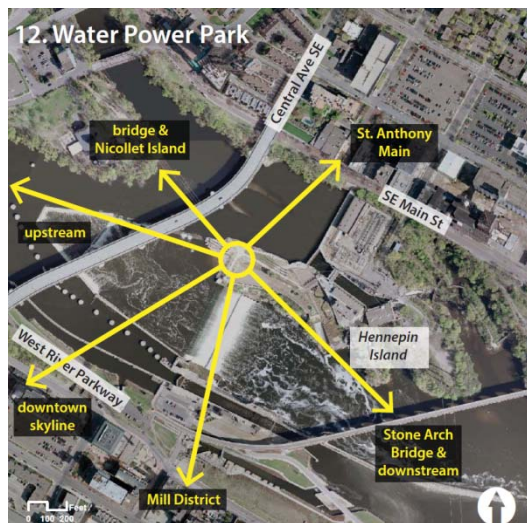 12. Water Power Park
Central Ave SE
bridge &
Nicollet Island
St. Anthony
Main
SE Main St
upstream
Hennepin
Island
West River Parkway
downtown
skyline
Stone Arch
Bridge &
downstream
Mill District
Feet
0 100 200